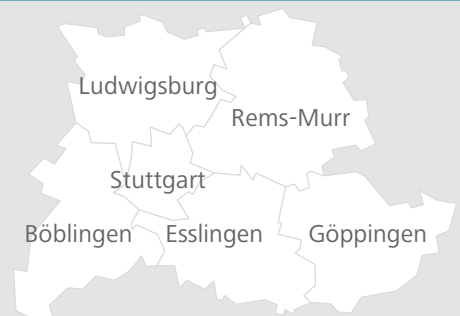 Ludwigsburg
Rems-Murr
Stuttgart
Böblingen
Esslingen
Göppingen